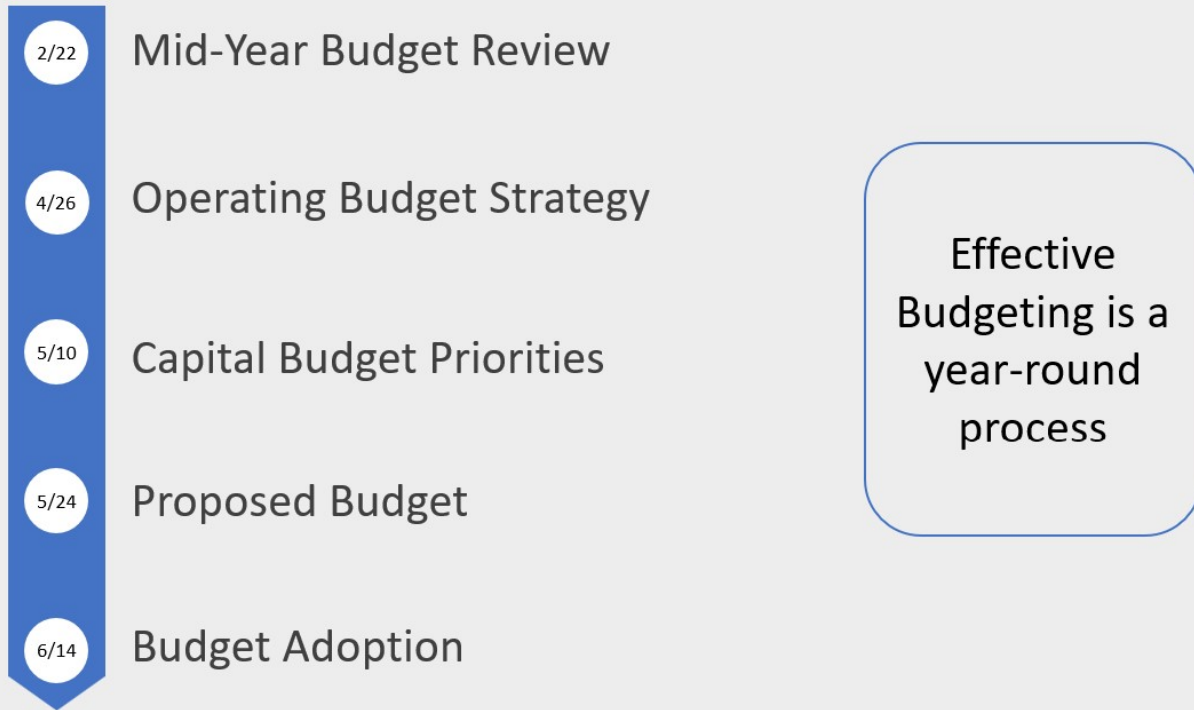 2/22 Mid-Year Budget Review
4/26 Operating Budget Strategy
5/10 Capital Budget Priorities
5/24 Proposed Budget
6/14 Budget Adoption
Effective
Budgeting is a
year-round
process